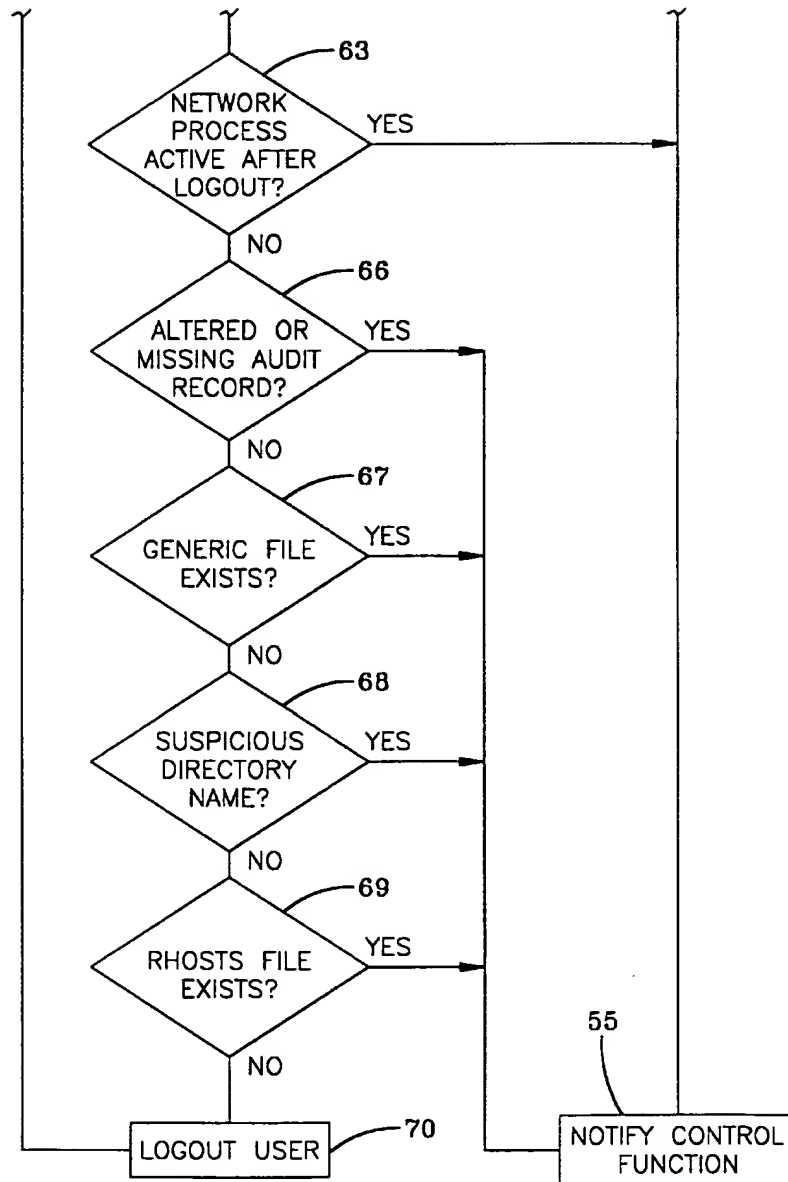 63
NETWORK
PROCESS
ACTIVE AFTER
LOGOUT?
YES
NO
66
ALTERED OR
MISSING AUDIT
RECORD?
YES
NO
67
GENERIC FILE
EXISTS?
YES
NO
68
SUSPICIOUS
DIRECTORY
NAME?
YES
NO
69
RHOSTS FILE
EXISTS?
YES
NO
LOGOUT USER
70
55
NOTIFY CONTROL
FUNCTION